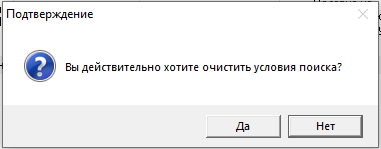 Подтверждение
Вы действительно хотите очистить условия поиска?
Да
Нет